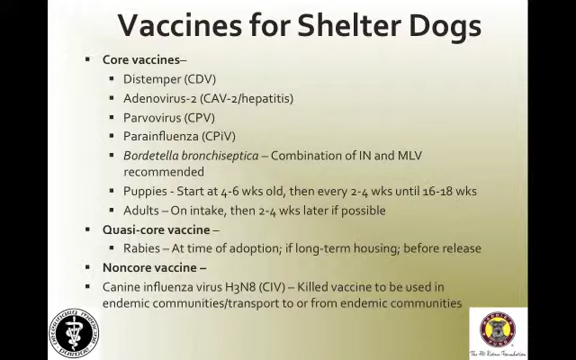 Vaccines for Shelter Dogs
Core vaccines–
Distemper (CDV)
Adenovirus-2 (CAV-2/hepatitis)
Parvovirus (CPV)
Parainfluenza (CPiV)
Bordetella bronchiseptica – Combination of IN and MLV
recommended
Puppies - Start at 4-6 wks old, then every 2-4 wks until 16-18 wks
Adults – On intake, then 2-4 wks later if possible
Quasi-core vaccine –
Rabies – At time of adoption; if long-term housing; before release
Noncore vaccine –
Canine influenza virus H3N8 (CIV) – Killed vaccine to be used in
endemic communities/transport to or from endemic communities